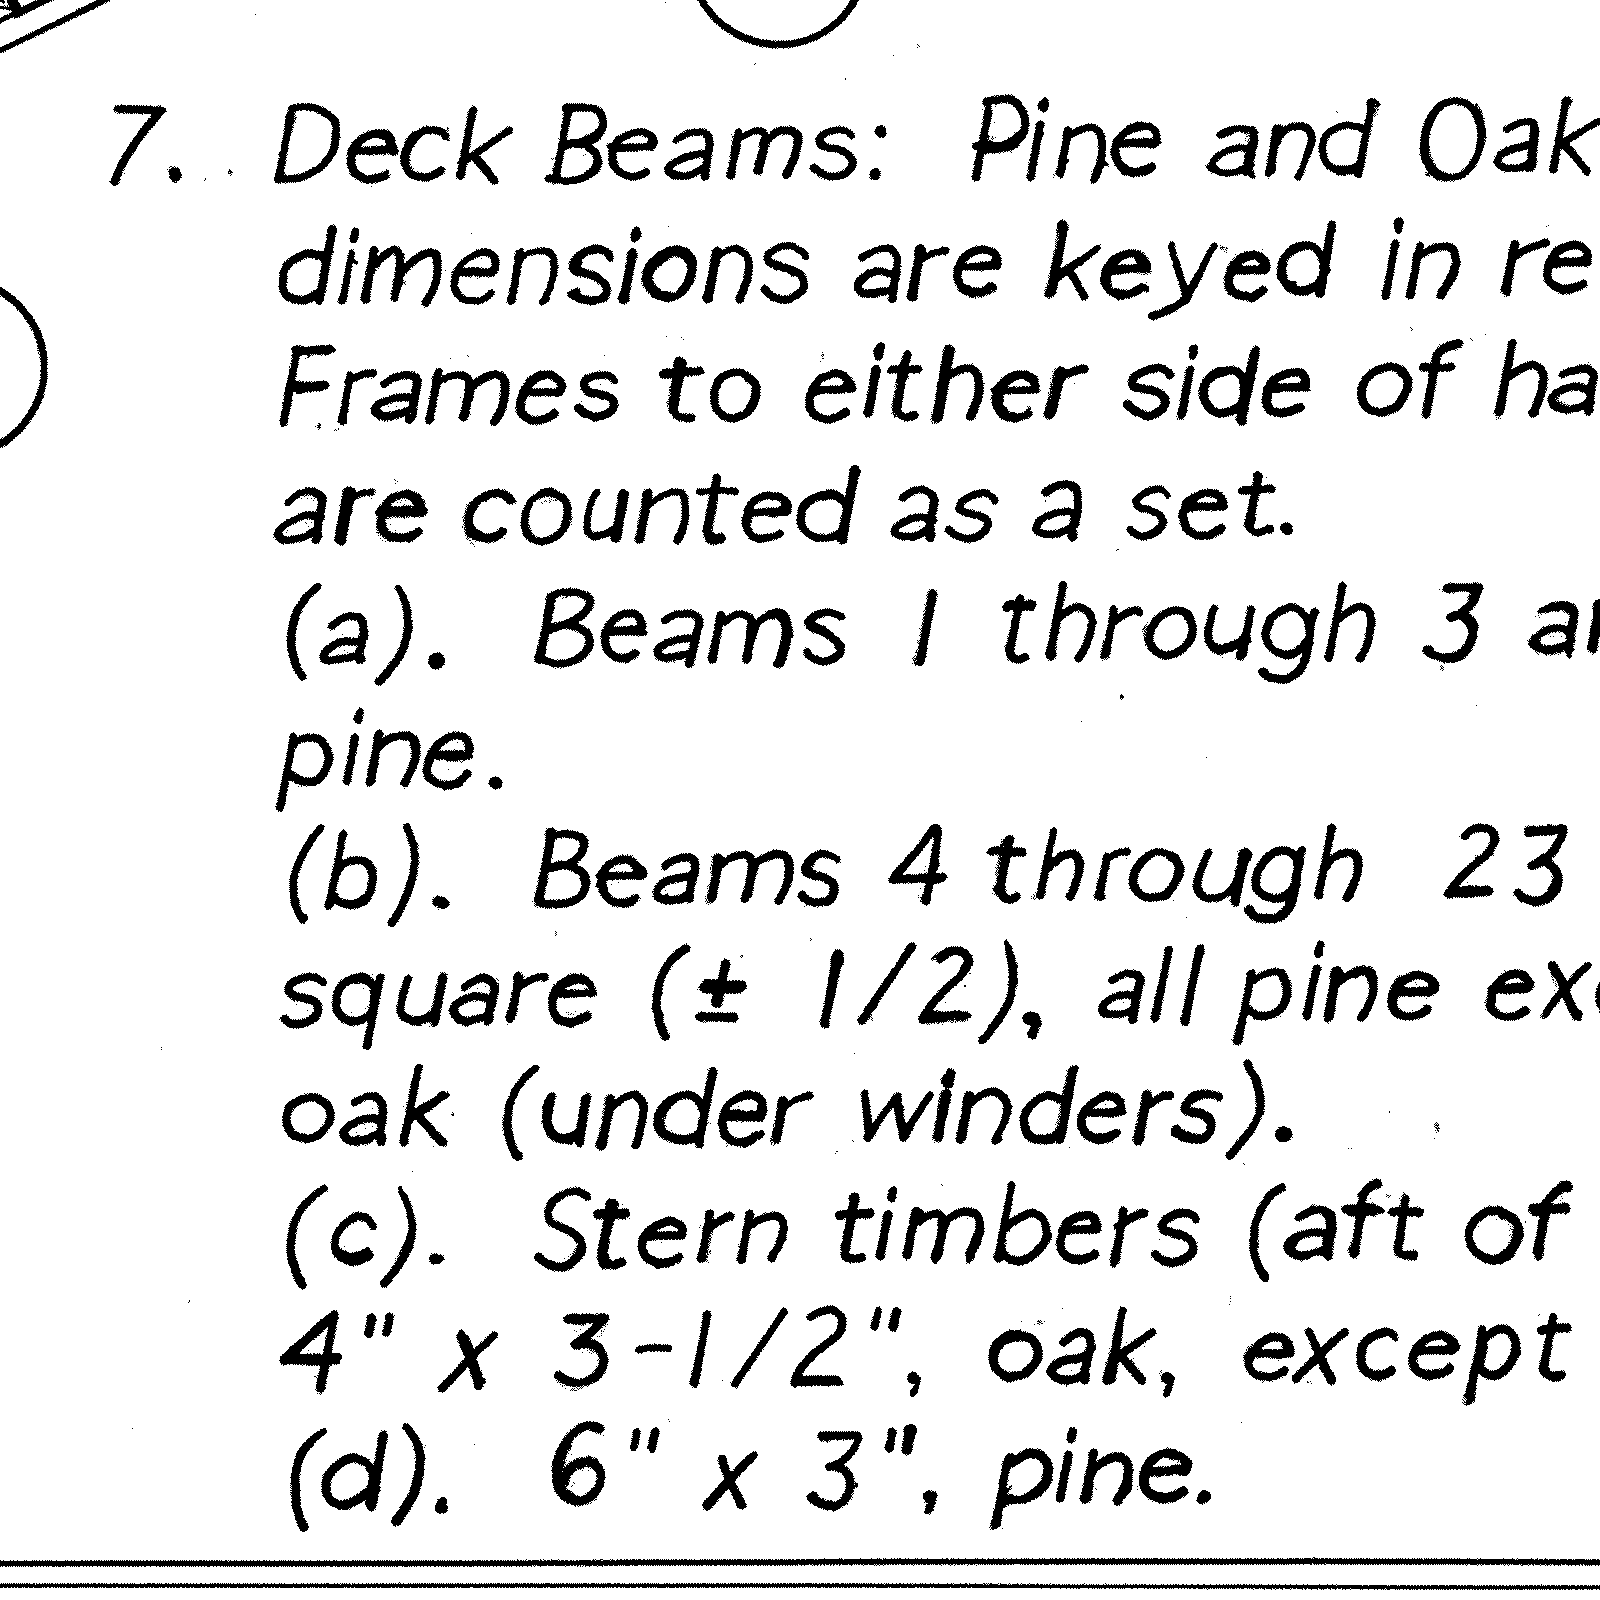 7. Deck Beams: Pine and Oak
dimensions are keyed in re
Frames to either side of ha
are counted as a set.
(a). Beams 1 through 3 ar
pine.
(b). Beams 4 through 23
square (± 1/2), all pine exc
oak (under winders).
(c). Stern timbers (aft of
4" x 3-1/2", oak, except
(d). 6" x 3", pine.